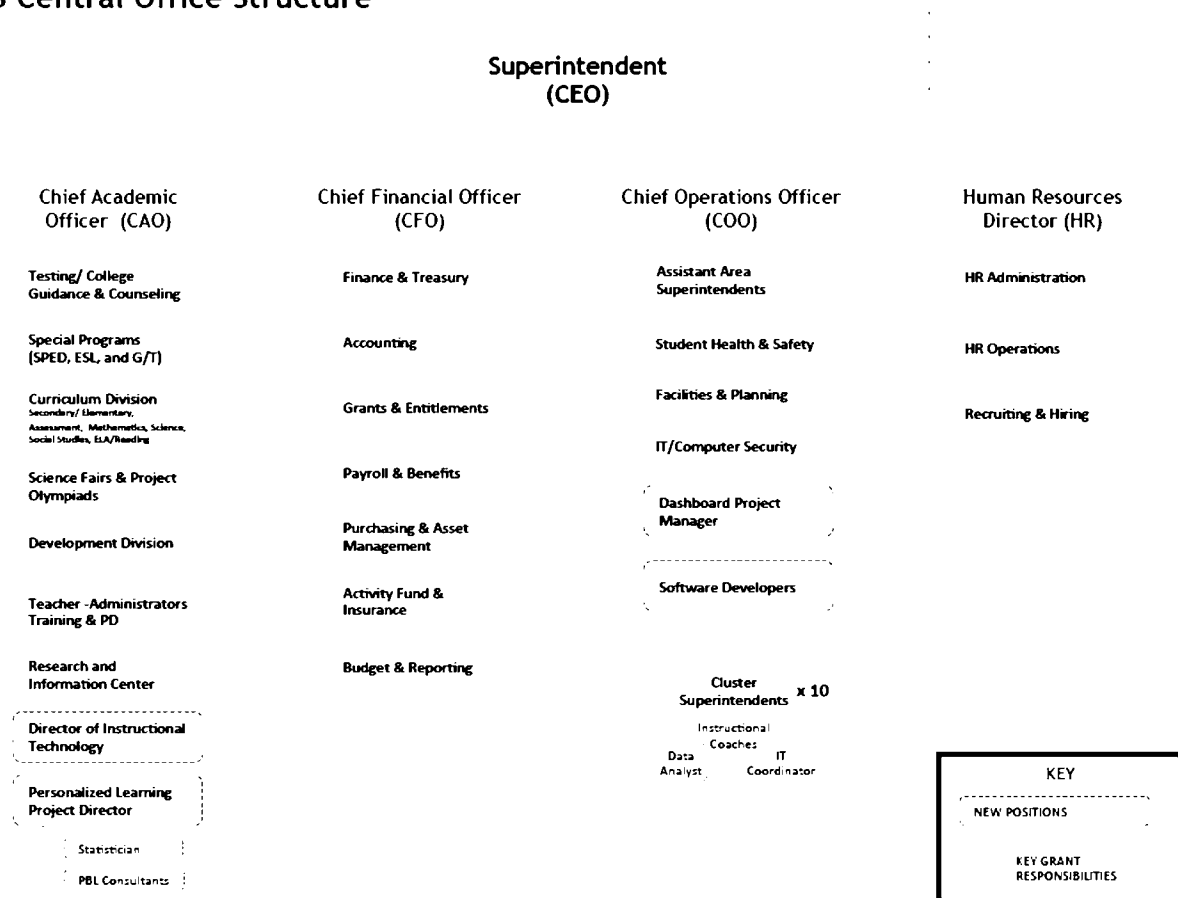 Central Office Structure
Superintendent
(CEO)
Chief Academic
Officer (CAO)
Testing/ College
Guidance & Counseling
Special Programs
(SPED, ESL, and G/T)
Curriculum Division
Secondary/ Elementary,
Assessment, Mathematics, Science,
Social Studies, ELA/Reading
Science Fairs & Project
Olympiads
Development Division
Teacher -Administrators
Training & PD
Research and
Information Center
Director of Instructional
Technology
Personalized Learning
Project Director
Statistician
PBL Consultants
Chief Financial Officer
(CFO)
Finance & Treasury
Accounting
Grants & Entitlements
Payroll & Benefits
Purchasing & Asset
Management
Activity Fund &
Insurance
Budget & Reporting
Chief Operations Officer
(COO)
Assistant Area
Superintendents
Student Health & Safety
Facilities & Planning
IT/Computer Security
Dashboard Project
Manager
Software Developers
Cluster
Superintendents x 10
Instructional
Coaches
Data
Analyst
IT
Coordinator
Human Resources
Director (HR)
HR Administration
HR Operations
Recruiting & Hiring
KEY
NEW POSITIONS
KEY GRANT
RESPONSIBILITIES